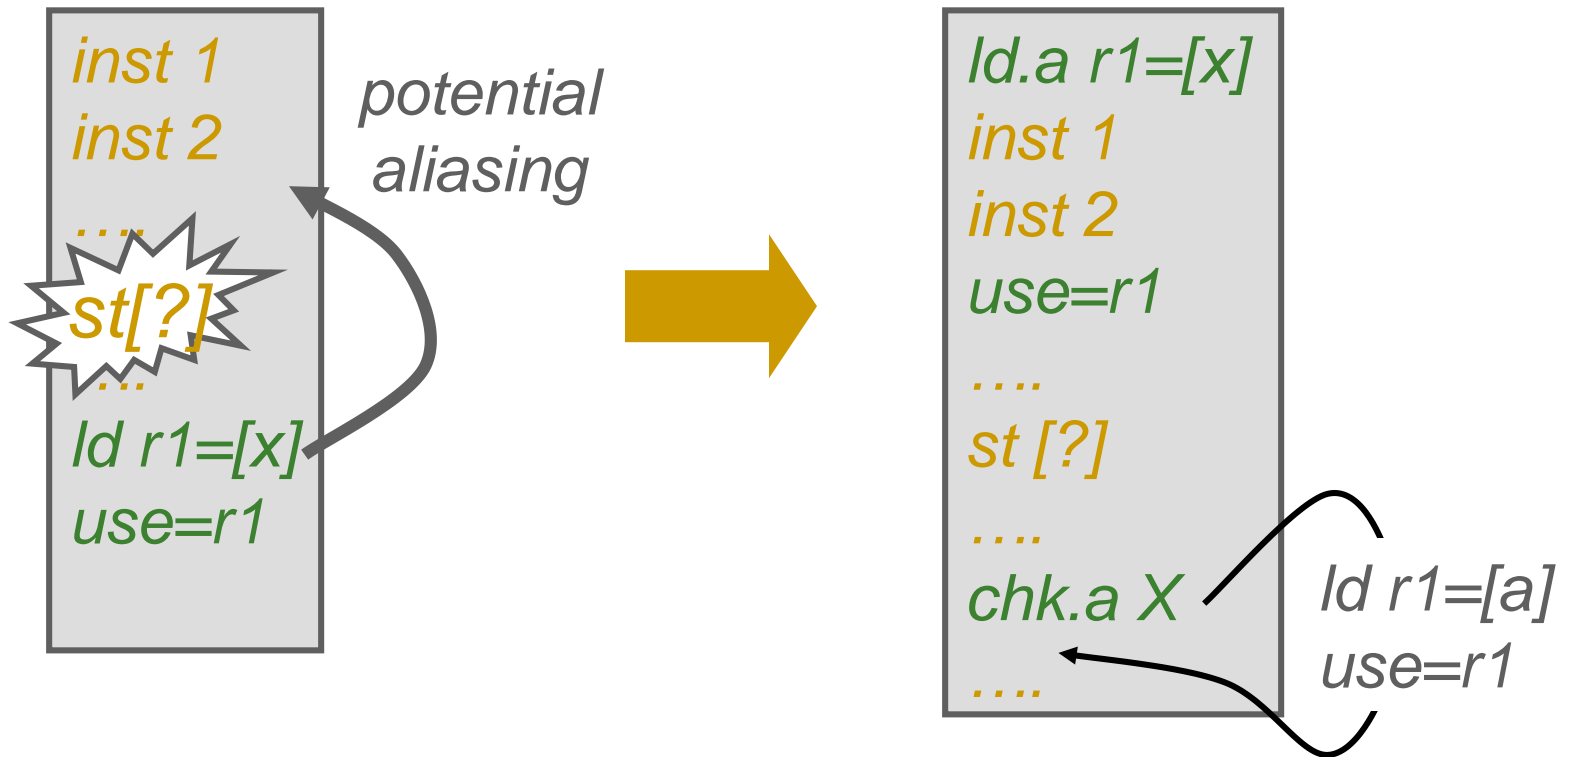 inst 1
inst 2
....
st[?]
....
ld r1=[x]
use=r1
potential
aliasing
ld.a r1=[x]
inst 1
inst 2
use=r1
....
st [?]
....
chk.a X
....
ld r1=[a]
use=r1